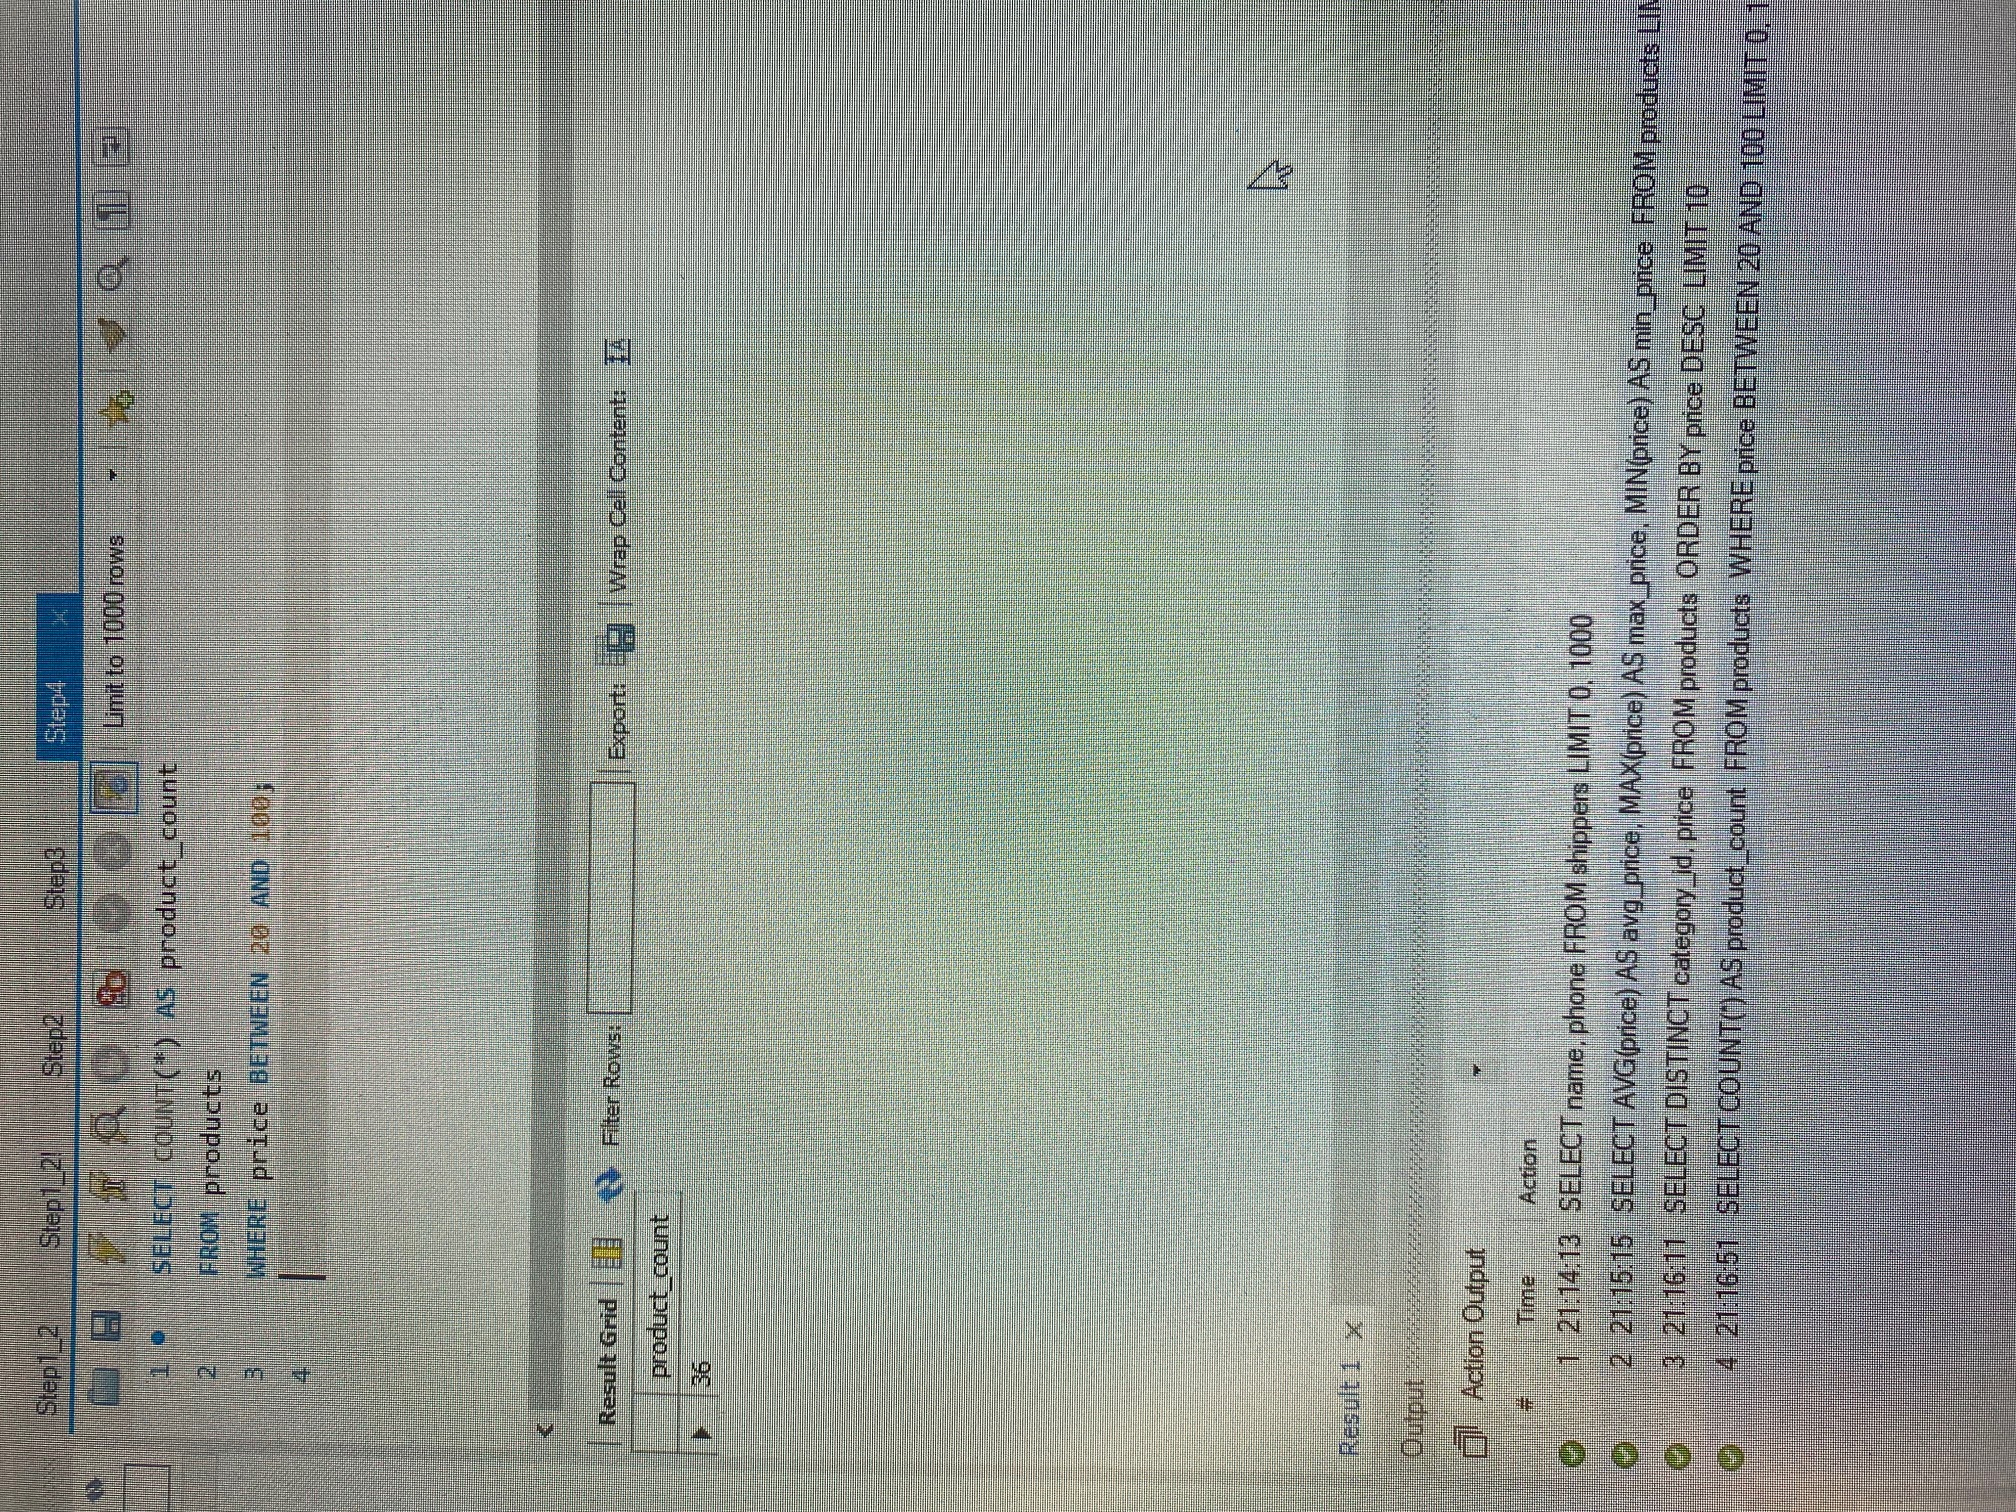 Step1_2 Step1_2! Step2 Step3 Step4
Limit to 1000 rows
1 SELECT COUNT(*) AS product_count
2 FROM products
3 WHERE price BETWEEN 20 AND 100;
4
Result Grid Filter Rows: Export: Wrap Cell Content:
product_count
36
Result 1
Output
Action Output
# Time Action
1 21:14:13 SELECT name, phone FROM shippers LIMIT 0, 1000
2 21:15:15 SELECT AVG(price) AS avg_price, MAX(price) AS max_price, MIN(price) AS min_price FROM products LIM
3 21:16:11 SELECT DISTINCT category_id, price FROM products ORDER BY price DESC LIMIT 10
4 21:16:51 SELECT COUNT(*) AS product_count FROM products WHERE price BETWEEN 20 AND 100 LIMIT 0, 1